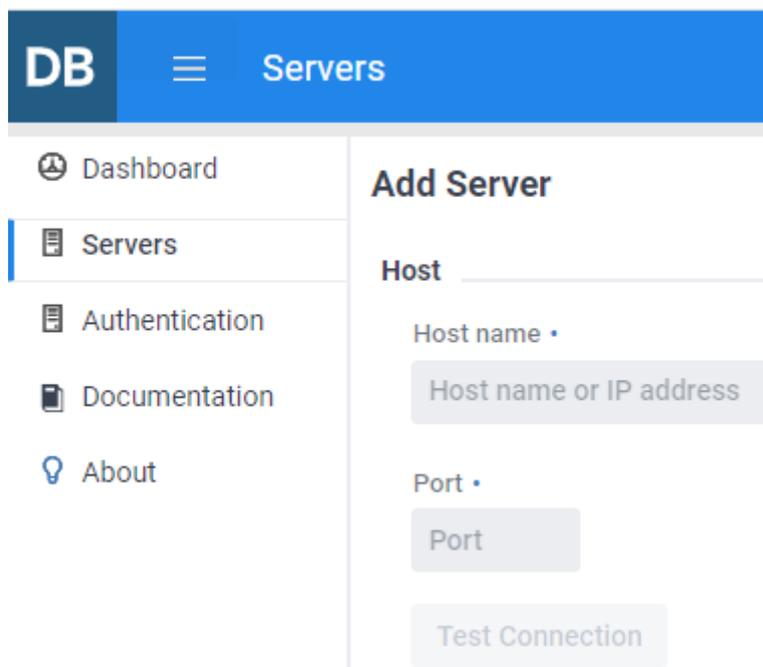 DB
Servers
Dashboard
Servers
Authentication
Documentation
About
Add Server
Host
Host name •
Host name or IP address
Port •
Port
Test Connection